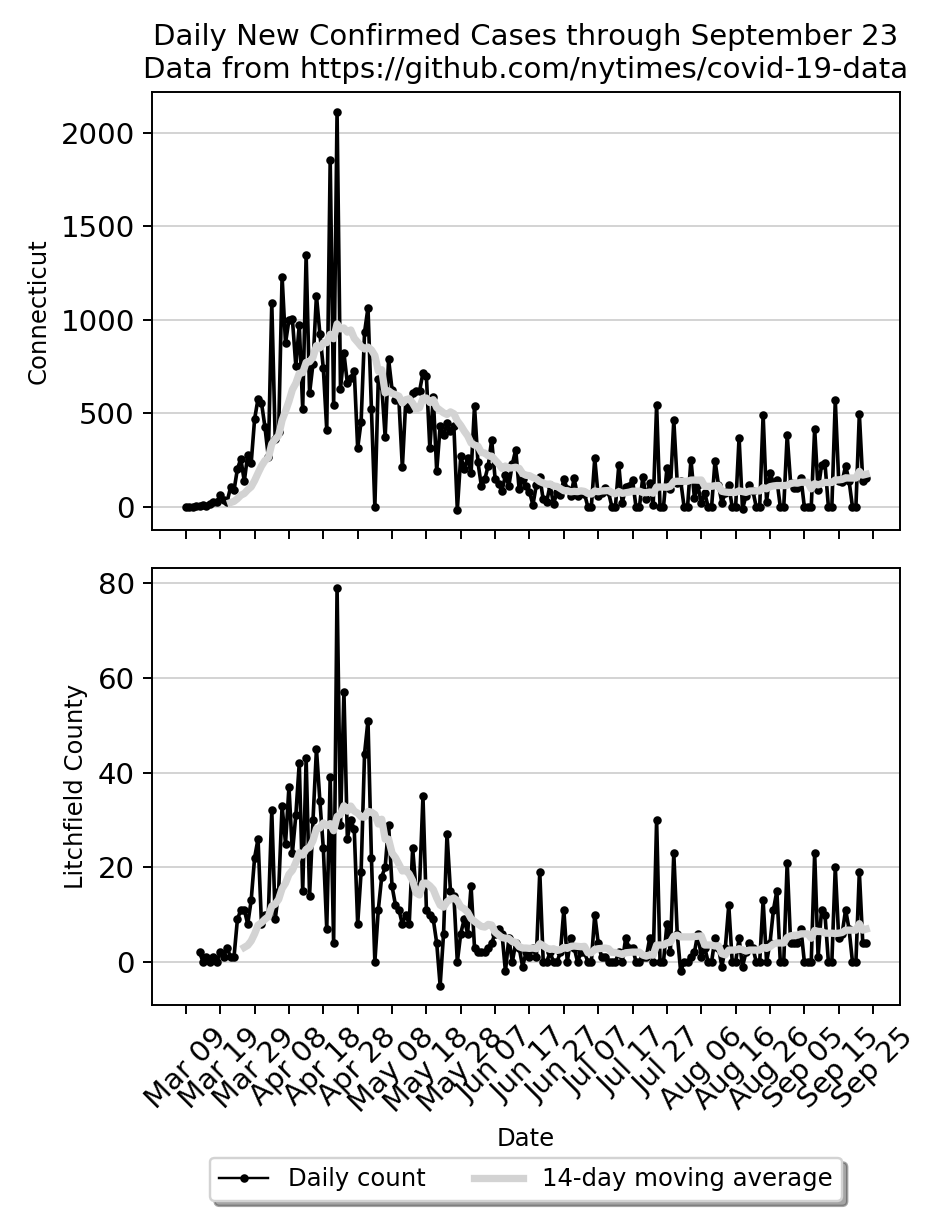 Daily New Confirmed Cases through September 23
Data from https://github.com/nytimes/covid-19-data
Connecticut
2000
1500
1000
500
0
Litchfield County
80
60
40
20
0
Mar 09
Mar 19
Mar 29
Apr 08
Apr 18
Apr 28
May 08
May 18
May 28
Jun 07
Jun 17
Jun 27
Jul 07
Jul 17
Jul 27
Aug 06
Aug 16
Aug 26
Sep 05
Sep 15
Sep 25
Date
Daily count
14-day moving average